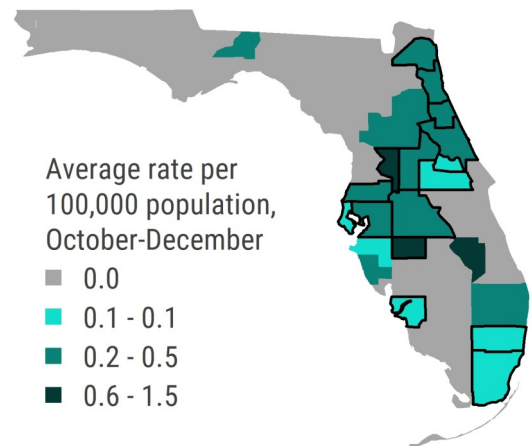 Average rate per
100,000 population,
October-December
0.0
0.1 - 0.1
0.2 - 0.5
0.6 - 1.5